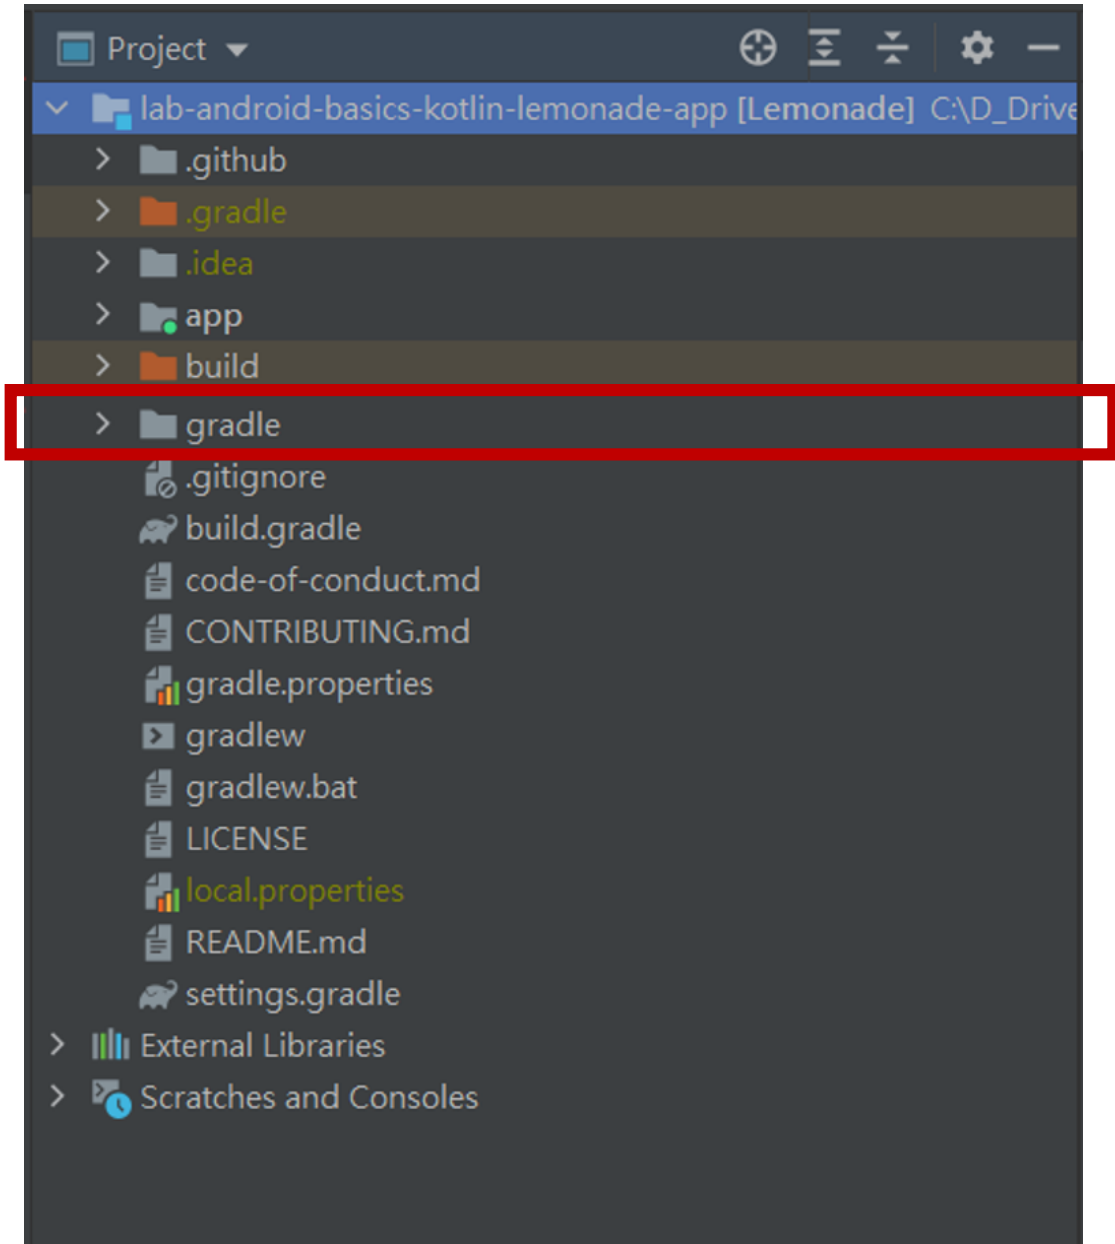 Project
lab-android-basics-kotlin-lemonade-app [Lemonade] C:\D_Drive
.github
.gradle
.idea
app
build
gradle
.gitignore
build.gradle
code-of-conduct.md
CONTRIBUTING.md
gradle.properties
gradlew
gradlew.bat
LICENSE
local.properties
README.md
settings.gradle
External Libraries
Scratches and Consoles